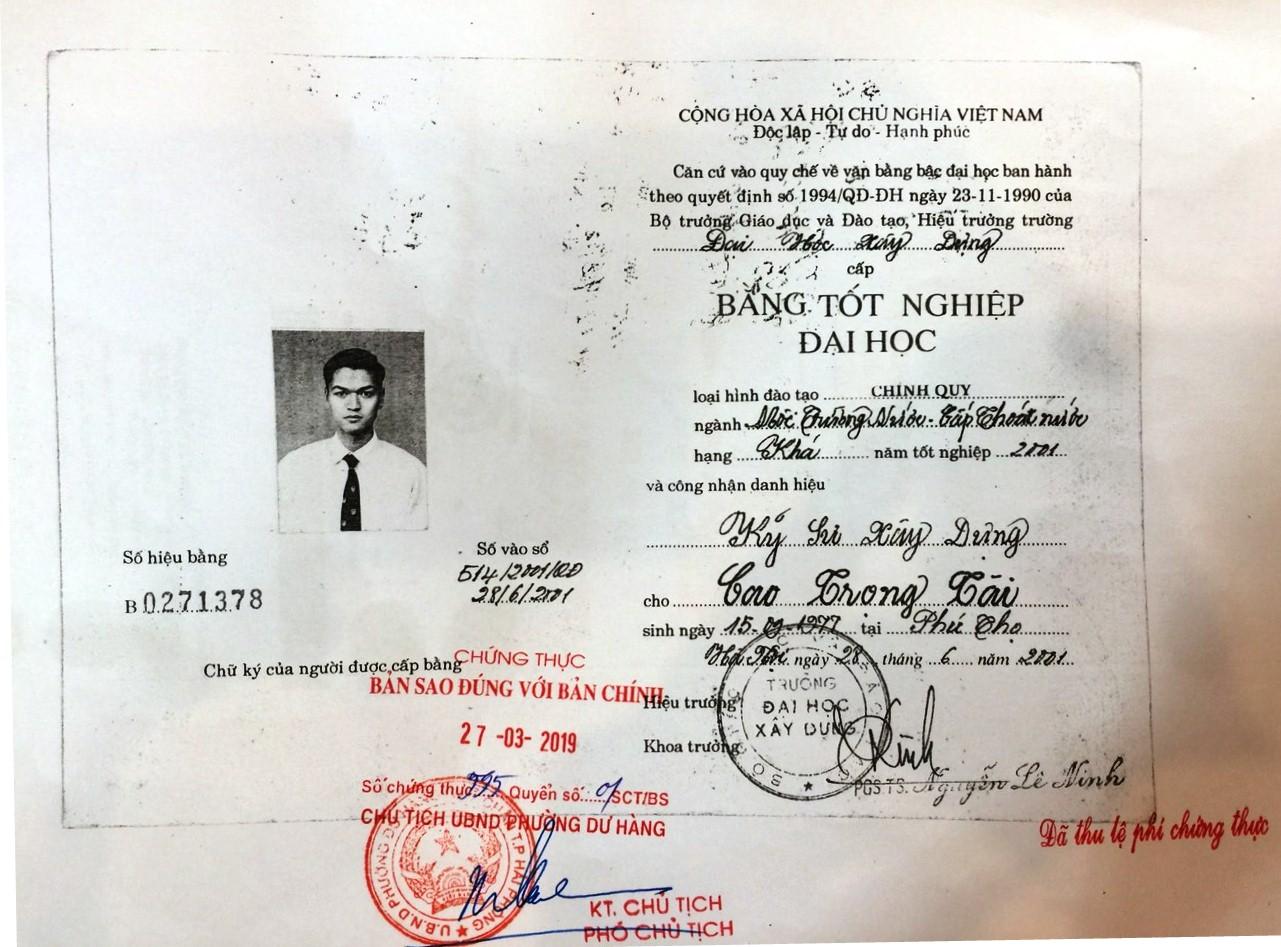 CỘNG HÒA XÃ HỘI CHỦ NGHĨA VIỆT NAM
Độc lập - Tự do - Hạnh phúc
Căn cứ vào quy chế về văn bằng bậc đại học ban hành
theo quyết định số 1994/QD-ĐH ngày 23-11-1990 của
Bộ trưởng Giáo dục và Đào tạo, Hiệu trưởng trường
Đại Học Xây Dựng
cấp
BẰNG TỐT NGHIỆP
ĐẠI HỌC
loại hình đào tạo CHÍNH QUY
ngành Môi Trường Nước - Cấp Thoát nước
hạng Khá năm tốt nghiệp 2001
và công nhận danh hiệu
Kỹ Sư Xây Dựng
cho Cao Trọng Tài
sinh ngày 15-09-1977 tại Phú Thọ
Hà Nội ngày 28 tháng 6 năm 2001
Hiệu trưởng
Khoa trưởng
TRƯỜNG
ĐẠI HỌC
XÂY DỰNG
PGS.TS. Nguyễn Lê Ninh
Số hiệu bằng
B 0271378
Số vào sổ
514/2001/QĐ
28/6/2001
Chữ ký của người được cấp bằng
CHỨNG THỰC
BẢN SAO ĐÚNG VỚI BẢN CHÍNH
27-03-2019
Số chứng thực 995 Quyển số 01 SCT/BS
CHỦ TỊCH UBND PHƯỜNG DƯ HÀNG
KT. CHỦ TỊCH
PHÓ CHỦ TỊCH
Đã thu lệ phí chứng thực